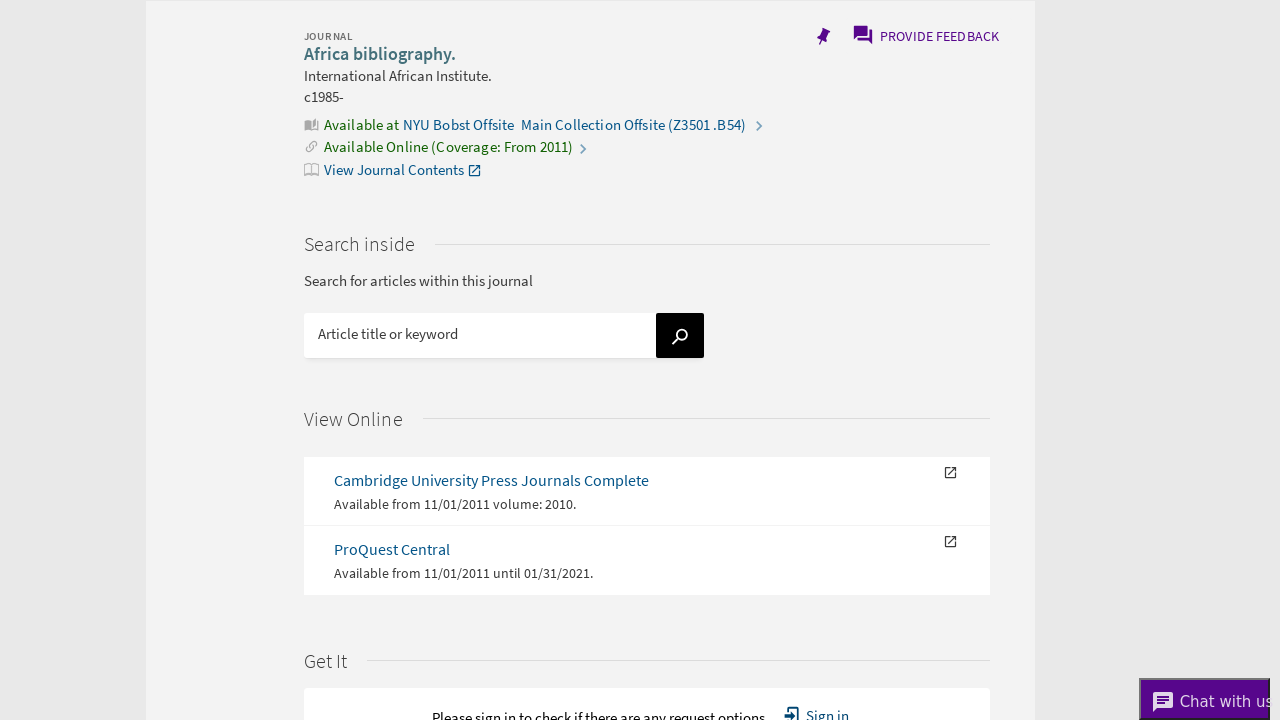 JOURNAL
PROVIDE FEEDBACK
Africa bibliography.
International African Institute.
c1985-
Available at NYU Bobst Offsite Main Collection Offsite (Z3501 .B54)
Available Online (Coverage: From 2011)
View Journal Contents
Search inside
Search for articles within this journal
Article title or keyword
View Online
Cambridge University Press Journals Complete
Available from 11/01/2011 volume: 2010.
ProQuest Central
Available from 11/01/2011 until 01/31/2021.
Get It
Please sign in to check if there are any request options. Sign in
Chat with us